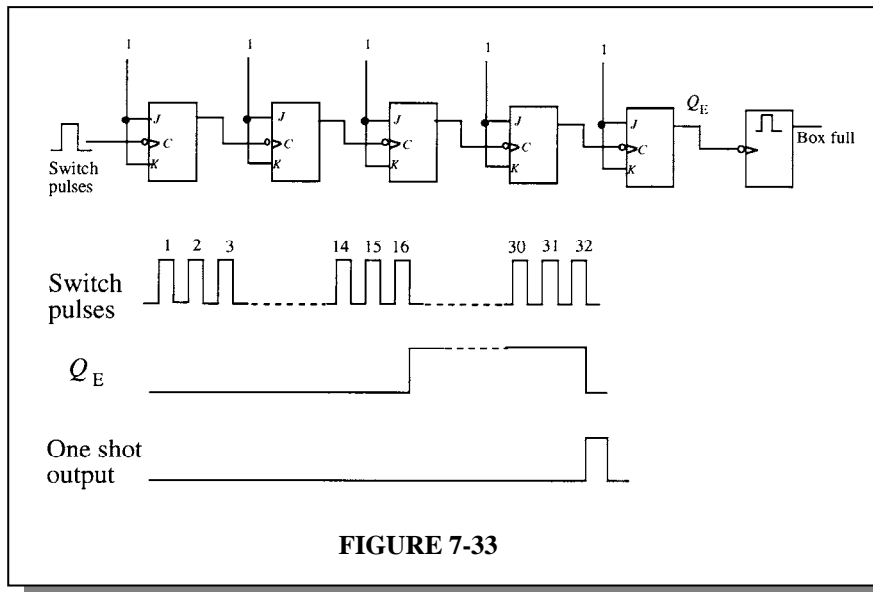 1 1 1 1 1
Q_E
J J J J J
C C C C C
K K K K K
Box full
Switch
pulses
1 2 3 14 15 16 30 31 32
Switch
pulses
Q_E
One shot
output
FIGURE 7-33